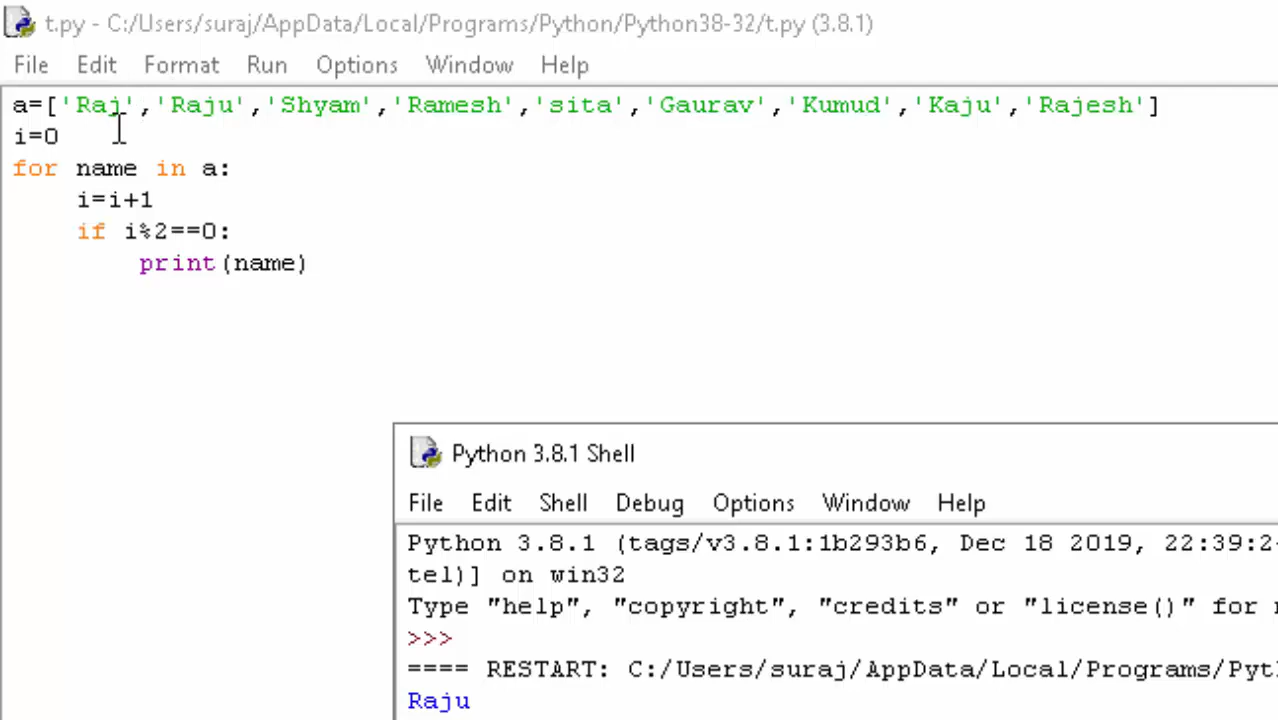 t.py - C:/Users/suraj/AppData/Local/Programs/Python/Python38-32/t.py (3.8.1)
File Edit Format Run Options Window Help
a=['Raj','Raju','Shyam','Ramesh','sita','Gaurav','Kumud','Kaju','Rajesh']
i=0
for name in a:
    i=i+1
    if i%2==0:
        print(name)
Python 3.8.1 Shell
File Edit Shell Debug Options Window Help
Python 3.8.1 (tags/v3.8.1:1b293b6, Dec 18 2019, 22:39:2
tel)] on win32
Type "help", "copyright", "credits" or "license()" for
>>>
==== RESTART: C:/Users/suraj/AppData/Local/Programs/Pyt
Raju